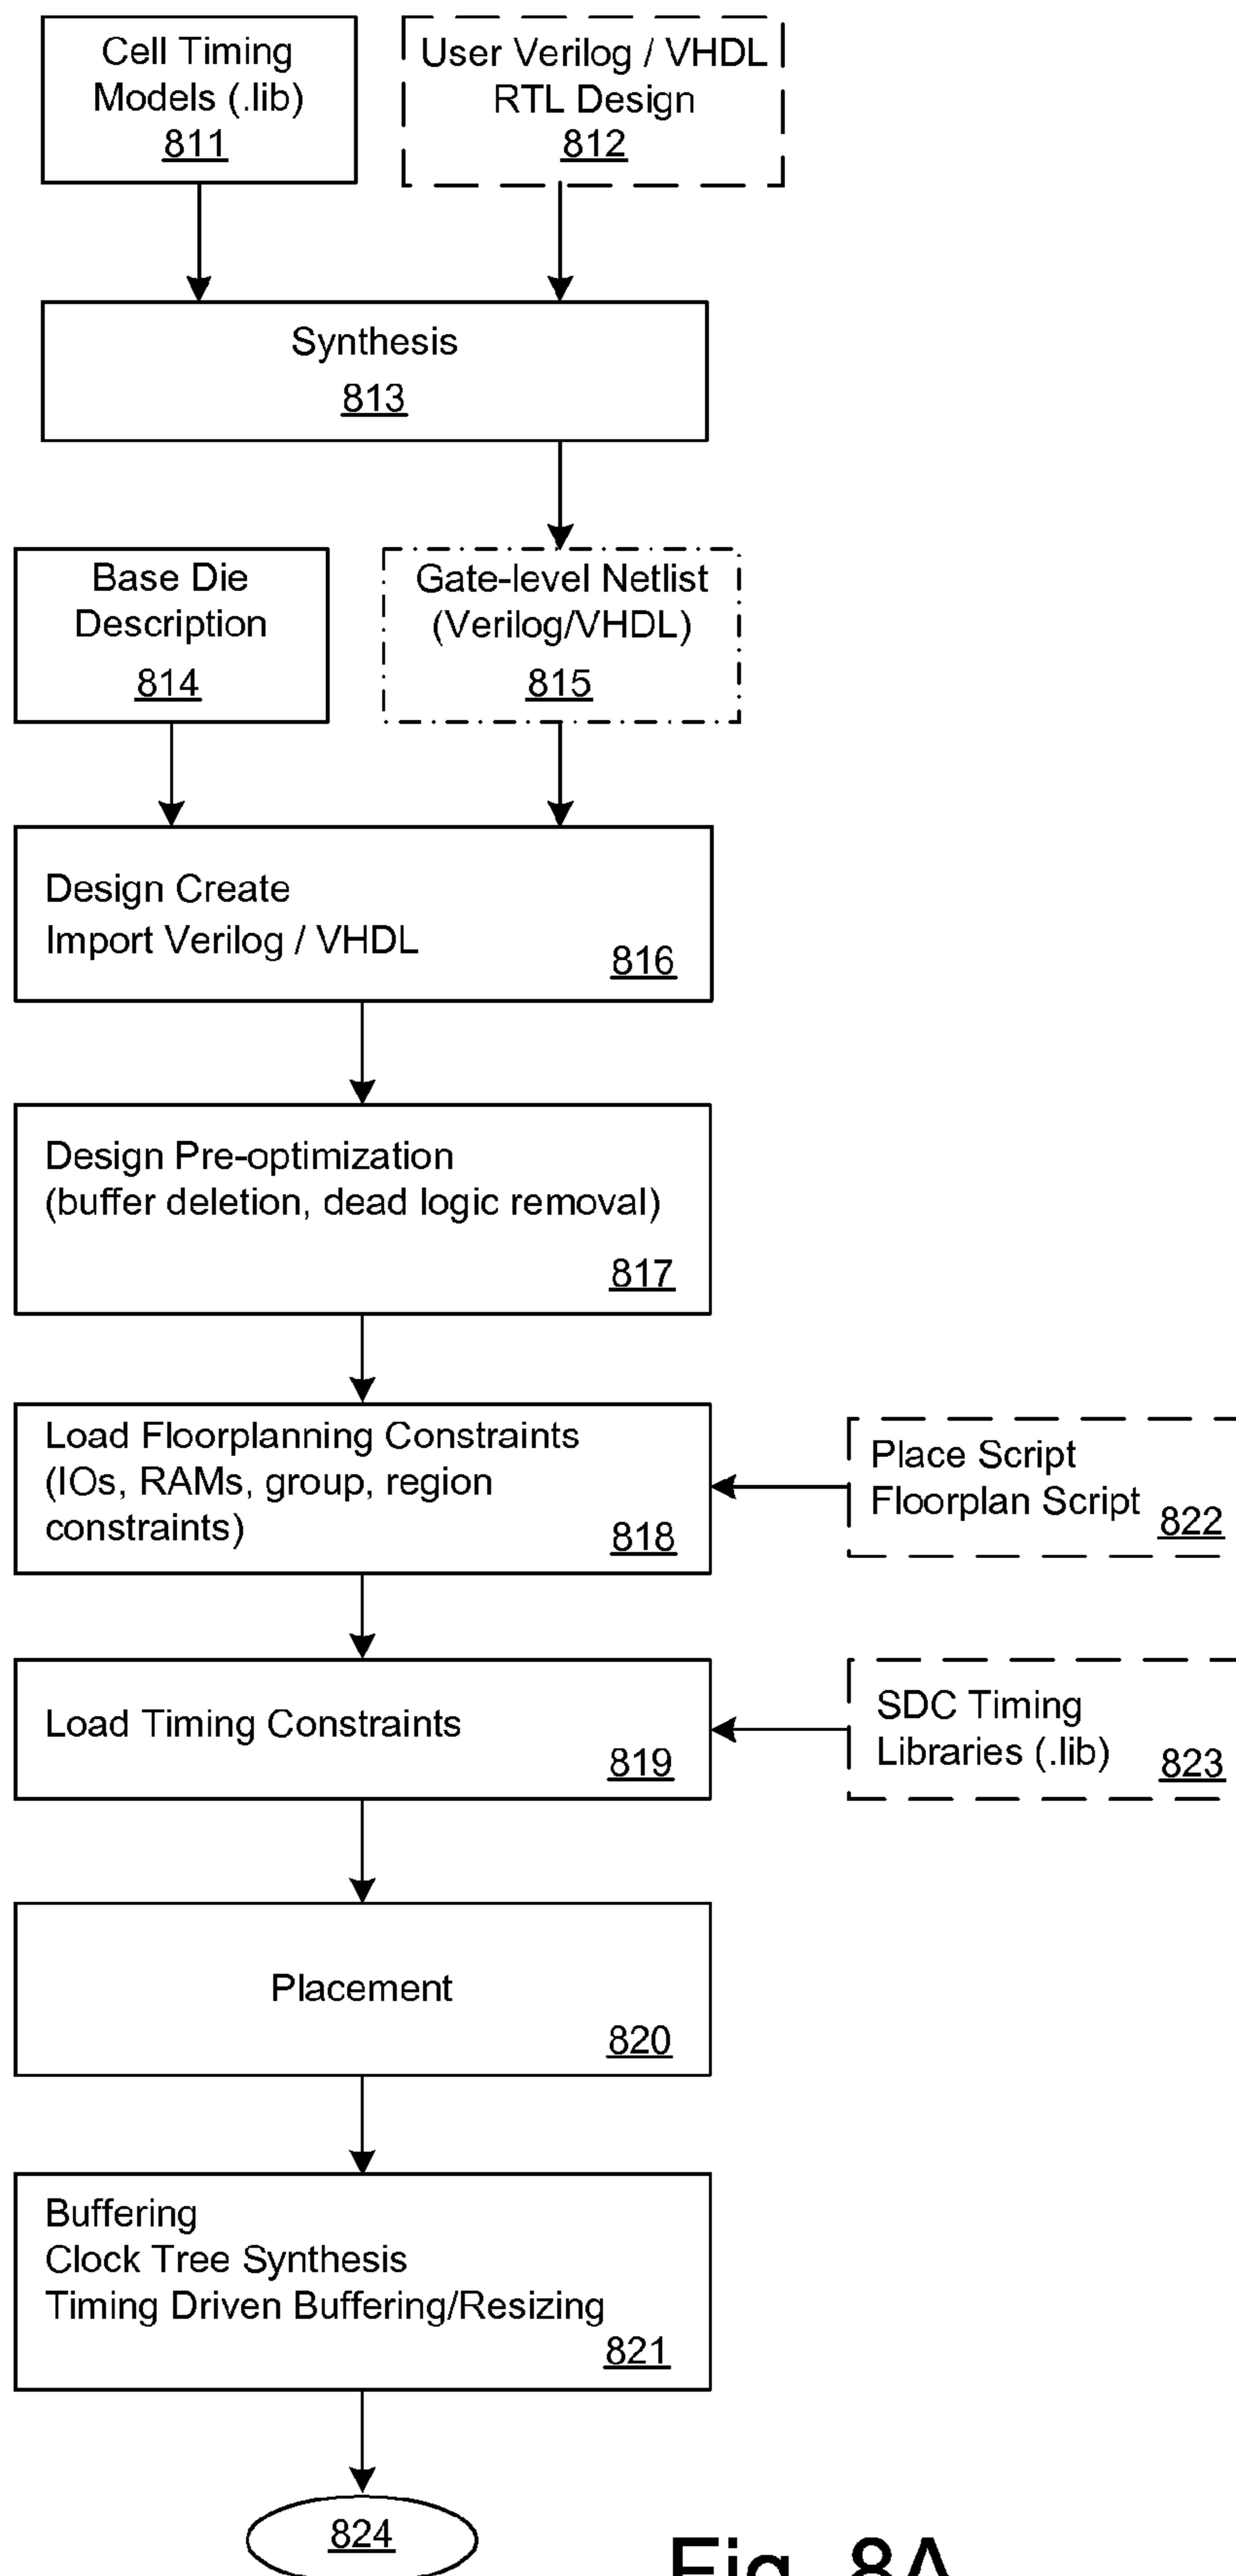 Cell Timing
Models (.lib)
811
User Verilog / VHDL
RTL Design
812
Synthesis
813
Base Die
Description
814
Gate-level Netlist
(Verilog/VHDL)
815
Design Create
Import Verilog / VHDL
816
Design Pre-optimization
(buffer deletion, dead logic removal)
817
Load Floorplanning Constraints
(IOs, RAMs, group, region
constraints)
818
Place Script
Floorplan Script
822
Load Timing Constraints
819
SDC Timing
Libraries (.lib)
823
Placement
820
Buffering
Clock Tree Synthesis
Timing Driven Buffering/Resizing
821
824
Fig. 8A